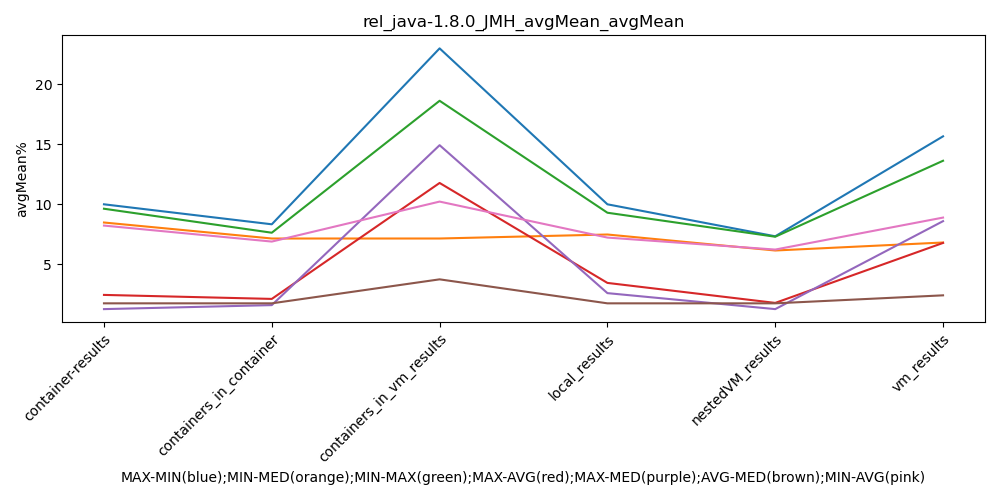 rel_java-1.8.0_JMH_avgMean_avgMean
avgMean%
20
15
10
5
container-results
containers_in_container
containers_in_vm_results
local_results
nestedVM_results
vm_results
MAX-MIN(blue);MIN-MED(orange);MIN-MAX(green);MAX-AVG(red);MAX-MED(purple);AVG-MED(brown);MIN-AVG(pink)